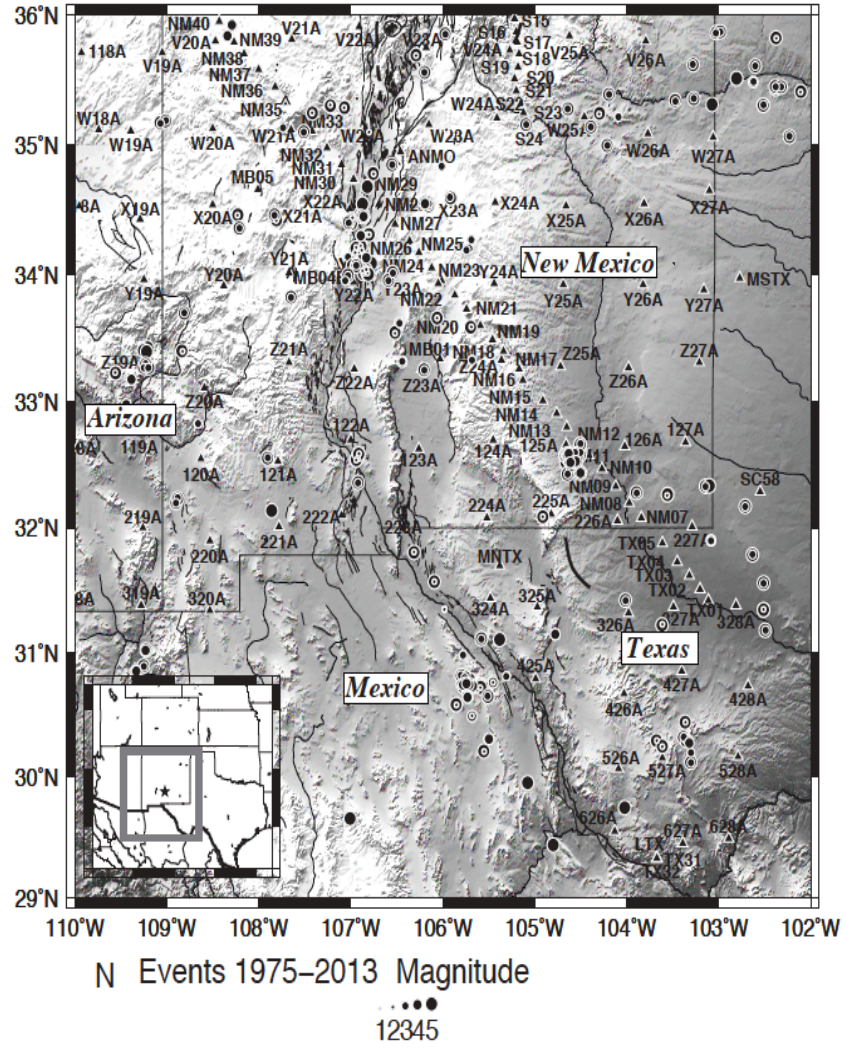 36°N
NM40
V21A
V22A
V23A
S15
S16
V20A
NM39
V24A
S17
V25A
V26A
118A
V19A
NM38
S18
S19
NM37
S20
NM36
S21
NM35
W24A
S22
W18A
NM33
S23
35°N
W19A
W20A
W21A
W23A
S24
W26A
W27A
NM32
ANMO
MB05
NM31
NM30
NM29
X19A
X20A
X21A
X22A
X23A
X24A
X25A
X26A
X27A
NM27
NM26
NM25
Y21A
New Mexico
34°N
NM24
NM23
Y24A
MSTX
Y19A
Y20A
MB04
Y22A
Y23A
Y25A
Y26A
Y27A
NM22
NM21
NM20
NM19
MB01
NM18
NM17
Z19A
Z21A
Z24A
Z25A
Z27A
Z20A
Z22A
Z23A
NM16
Z26A
33°N
NM15
Arizona
NM14
122A
NM13
NM12
127A
119A
124A
125A
126A
120A
121A
123A
NM10
SC58
NM09
224A
225A
NM08
219A
222A
226A
NM07
32°N
221A
227A
220A
TX05
MNTX
TX04
TX03
319A
TX02
320A
324A
325A
326A
TX01
328A
31°N
Texas
425A
427A
Mexico
426A
428A
30°N
526A
527A
528A
626A
627A
628A
LTX
TX31
TX32
29°N
110°W 109°W 108°W 107°W 106°W 105°W 104°W 103°W 102°W
N Events 1975–2013 Magnitude
12345